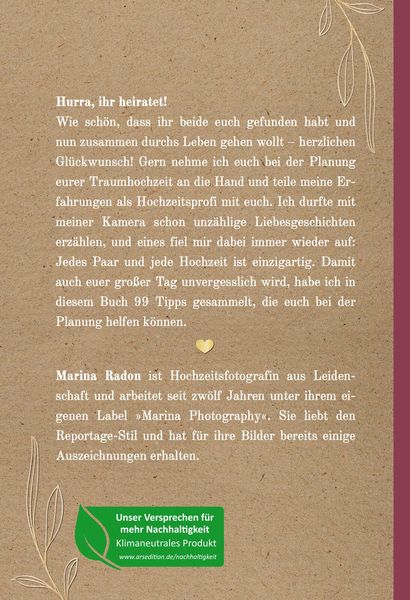 Hurra, ihr heiratet!
Wie schön, dass ihr beide euch gefunden habt und
nun zusammen durchs Leben gehen wollt – herzlichen
Glückwunsch! Gern nehme ich euch bei der Planung
eurer Traumhochzeit an die Hand und teile meine Er-
fahrungen als Hochzeitsprofi mit euch. Ich durfte mit
meiner Kamera schon unzählige Liebesgeschichten
erzählen, und eines fiel mir dabei immer wieder auf:
Jedes Paar und jede Hochzeit ist einzigartig. Damit
auch euer großer Tag unvergesslich wird, habe ich in
diesem Buch 99 Tipps gesammelt, die euch bei der
Planung helfen können.
Marina Radon ist Hochzeitsfotografin aus Leiden-
schaft und arbeitet seit zwölf Jahren unter ihrem ei-
genen Label »Marina Photography«. Sie liebt den
Reportage-Stil und hat für ihre Bilder bereits einige
Auszeichnungen erhalten.
Unser Versprechen für
mehr Nachhaltigkeit
Klimaneutrales Produkt
www.arsedition.de/nachhaltigkeit